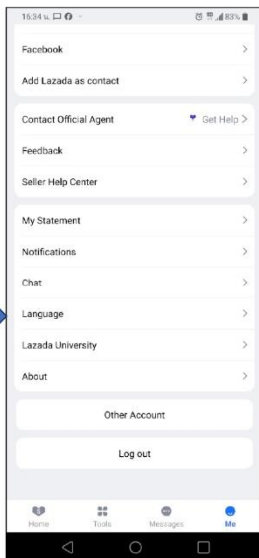 16:34 น. 83%
Facebook
Add Lazada as contact
Contact Official Agent Get Help
Feedback
Seller Help Center
My Statement
Notifications
Chat
Language
Lazada University
About
Other Account
Log out
Home Tools Messages Me